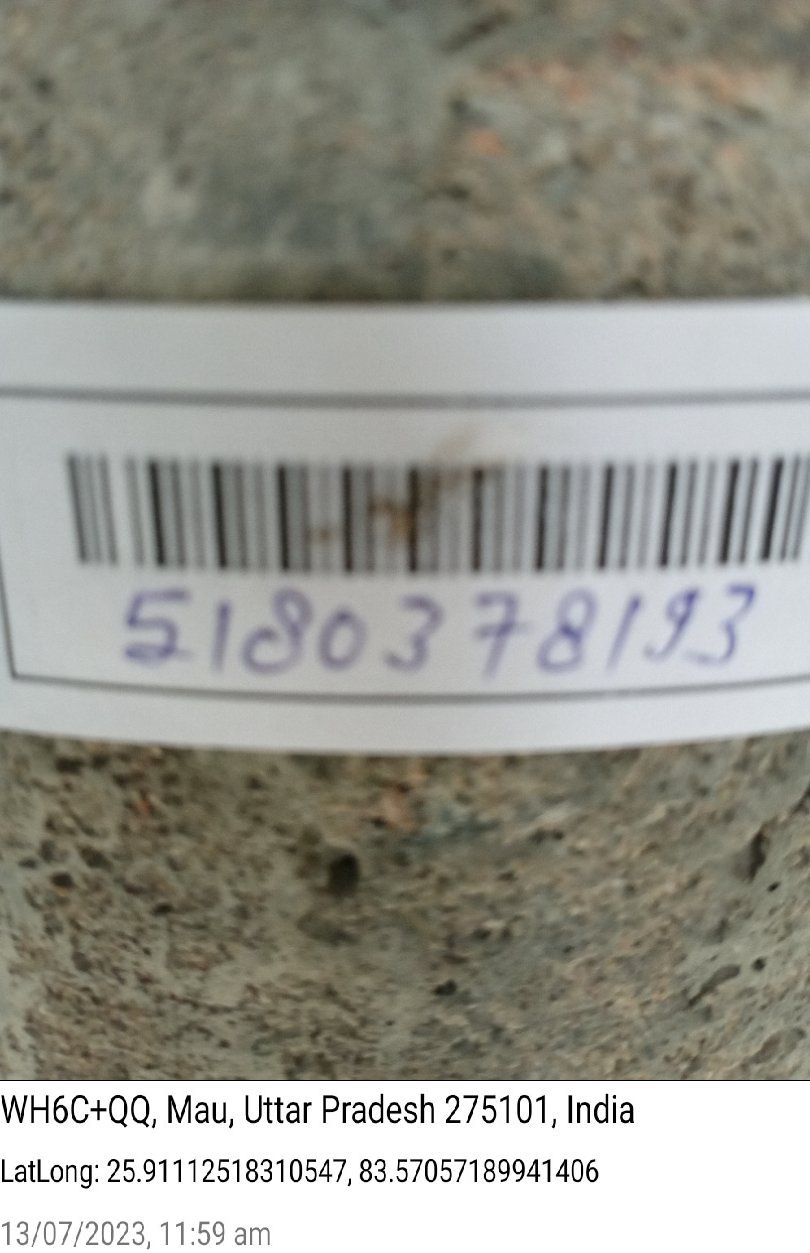 5180378193
WH6C+QQ, Mau, Uttar Pradesh 275101, India
LatLong: 25.91112518310547, 83.57057189941406
13/07/2023, 11:59 am